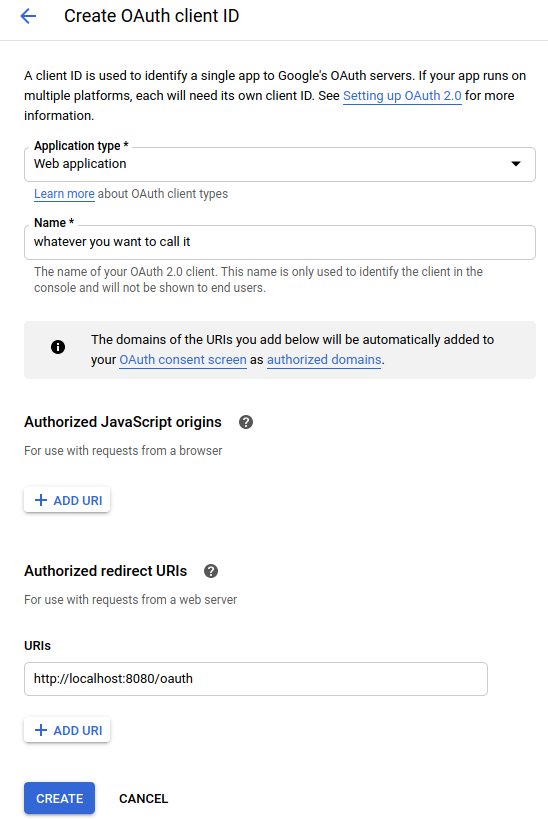 Create OAuth client ID
A client ID is used to identify a single app to Google's OAuth servers. If your app runs on
multiple platforms, each will need its own client ID. See Setting up OAuth 2.0 for more
information.
Application type *
Web application
Learn more about OAuth client types
Name *
whatever you want to call it
The name of your OAuth 2.0 client. This name is only used to identify the client in the
console and will not be shown to end users.
The domains of the URIs you add below will be automatically added to
your OAuth consent screen as authorized domains.
Authorized JavaScript origins
For use with requests from a browser
+ ADD URI
Authorized redirect URIs
For use with requests from a web server
URIs
http://localhost:8080/oauth
+ ADD URI
CREATE CANCEL